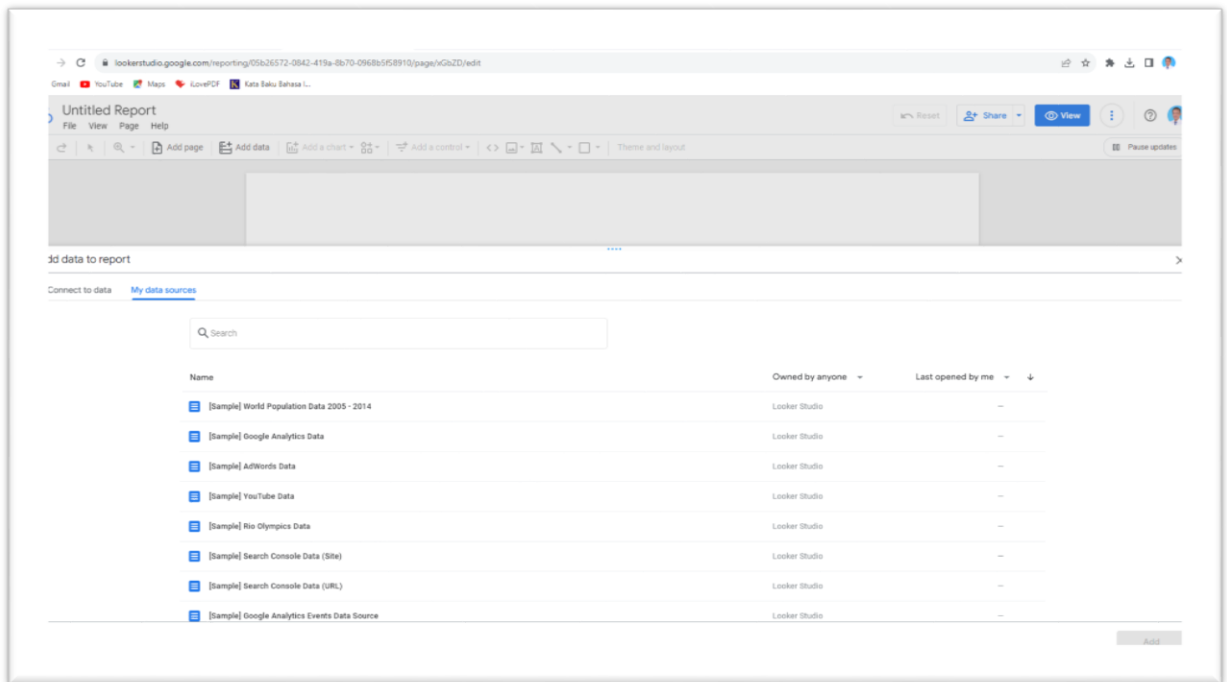 lookerstudio.google.com/reporting/05b26572-0842-419a-8b70-0968b5f58910/page/xGbZD/edit
Gmail YouTube Maps iLovePDF Kata Baku Bahasa I...
Untitled Report
File View Page Help
Reset Share View
Add page Add data Add a chart Add a control Theme and layout Pause updates
dd data to report
Connect to data My data sources
Search
Name Owned by anyone Last opened by me
[Sample] World Population Data 2005 - 2014 Looker Studio –
[Sample] Google Analytics Data Looker Studio –
[Sample] AdWords Data Looker Studio –
[Sample] YouTube Data Looker Studio –
[Sample] Rio Olympics Data Looker Studio –
[Sample] Search Console Data (Site) Looker Studio –
[Sample] Search Console Data (URL) Looker Studio –
[Sample] Google Analytics Events Data Source Looker Studio –
Add